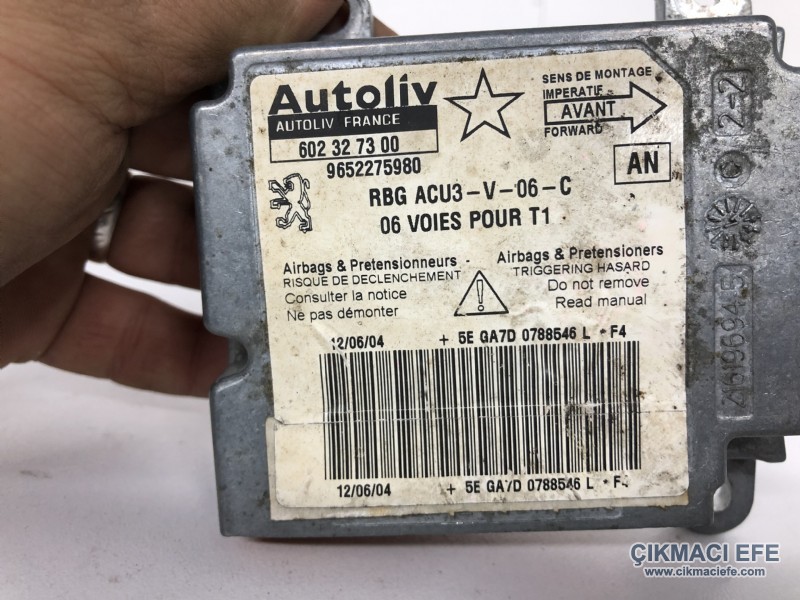 Autoliv
AUTOLIV FRANCE
602 32 73 00
9652275980
SENS DE MONTAGE
IMPERATIF
AVANT
FORWARD
AN
RBG ACU3-V-06-C
06 VOIES POUR T1
Airbags & Pretensionneurs
RISQUE DE DECLENCHEMENT
Consulter la notice
Ne pas démonter
Airbags & Pretensioners
TRIGGERING HASARD
Do not remove
Read manual
12/06/04 + 5E GA7D 0788546 L *F4
12/06/04 + 5E GA7D 0788546 L *F4
2-2
ÇIKMACI EFE
www.cikmaciefe.com